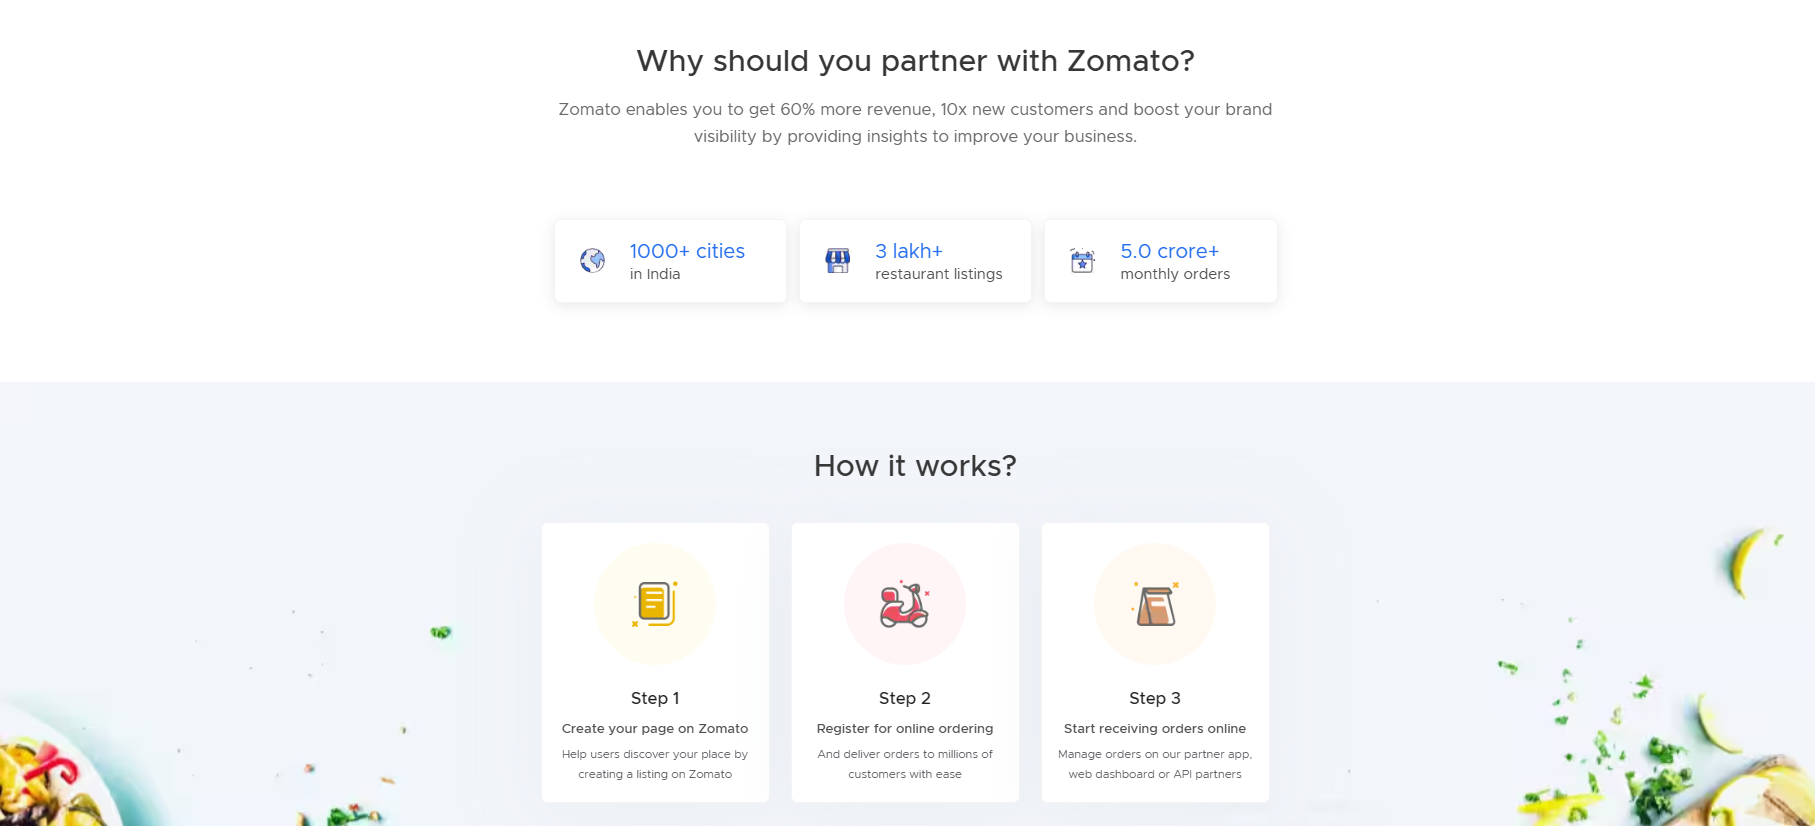 Why should you partner with Zomato?
Zomato enables you to get 60% more revenue, 10x new customers and boost your brand
visibility by providing insights to improve your business.
1000+ cities
in India
3 lakh+
restaurant listings
5.0 crore+
monthly orders
How it works?
Step 1
Create your page on Zomato
Help users discover your place by
creating a listing on Zomato
Step 2
Register for online ordering
And deliver orders to millions of
customers with ease
Step 3
Start receiving orders online
Manage orders on our partner app,
web dashboard or API partners